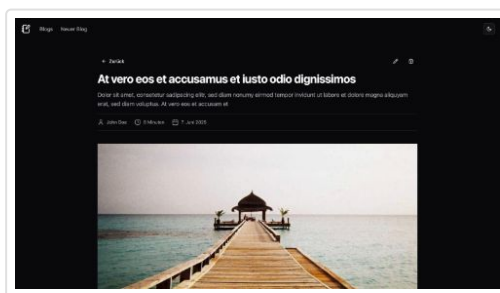 Blogs Neuer Blog
← Zurück
At vero eos et accusamus et iusto odio dignissimos
Dolor sit amet, consetetur sadipscing elitr, sed diam nonumy eirmod tempor invidunt ut labore et dolore magna aliquyam
erat, sed diam voluptua. At vero eos et accusam et
John Doe 5 Minuten 7. Juni 2025